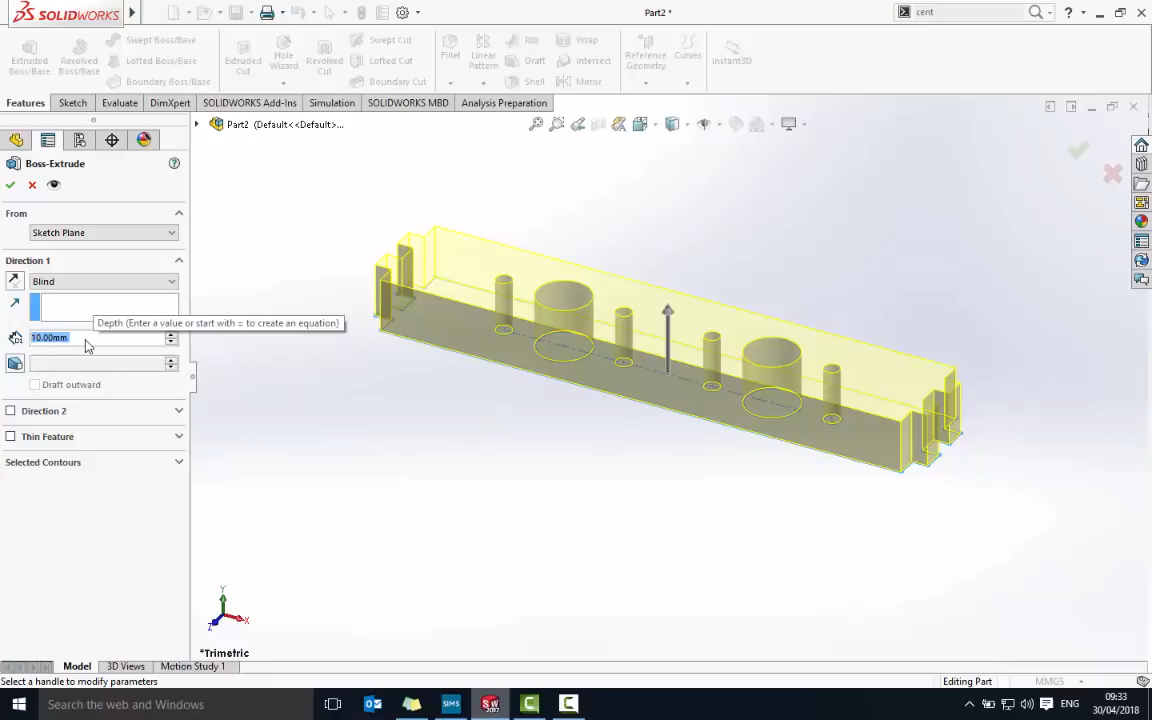 SOLIDWORKS
Part2 *
cent
Extruded Boss/Base
Revolved Boss/Base
Swept Boss/Base
Lofted Boss/Base
Boundary Boss/Base
Extruded Cut
Hole Wizard
Revolved Cut
Swept Cut
Lofted Cut
Boundary Cut
Fillet
Linear Pattern
Rib
Draft
Shell
Wrap
Intersect
Mirror
Reference Geometry
Curves
Instant3D
Features
Sketch
Evaluate
DimXpert
SOLIDWORKS Add-Ins
Simulation
SOLIDWORKS MBD
Analysis Preparation
Part2 (Default<<Default>...
Boss-Extrude
From
Sketch Plane
Direction 1
Blind
Depth (Enter a value or start with = to create an equation)
10.00mm
Draft outward
Direction 2
Thin Feature
Selected Contours
Y
X
Z
*Trimetric
Model
3D Views
Motion Study 1
Select a handle to modify parameters
Editing Part
MMGS
Search the web and Windows
SIMS
SW
2017
ENG
09:33
30/04/2018